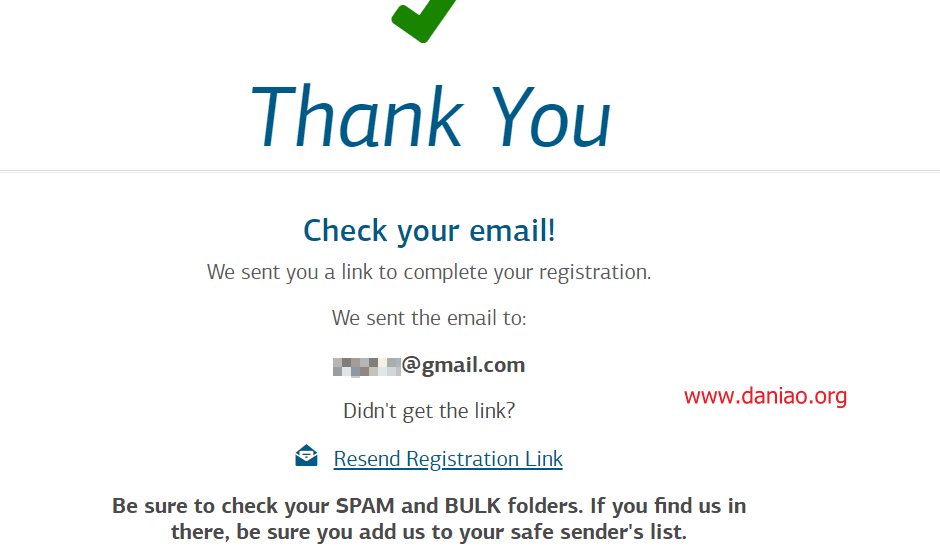 Thank You
Check your email!
We sent you a link to complete your registration.
We sent the email to:
@gmail.com
www.daniao.org
Didn't get the link?
Resend Registration Link
Be sure to check your SPAM and BULK folders. If you find us in
there, be sure you add us to your safe sender's list.